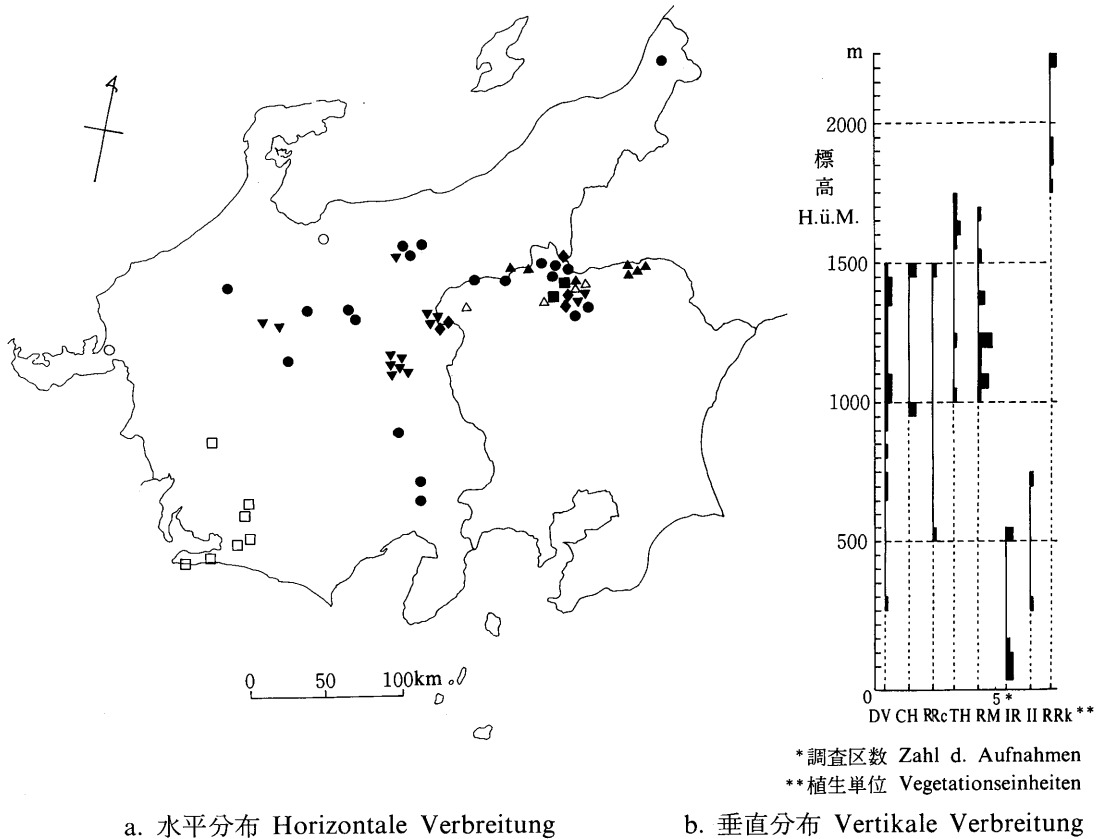 m
2000
標
高
H.ü.M.
1500
1000
500
0 50 100km
0 5 *
DV CH RRc TH RM IR II RRk **
*調査区数 Zahl d. Aufnahmen
**植生単位 Vegetationseinheiten
a. 水平分布 Horizontale Verbreitung
b. 垂直分布 Vertikale Verbreitung